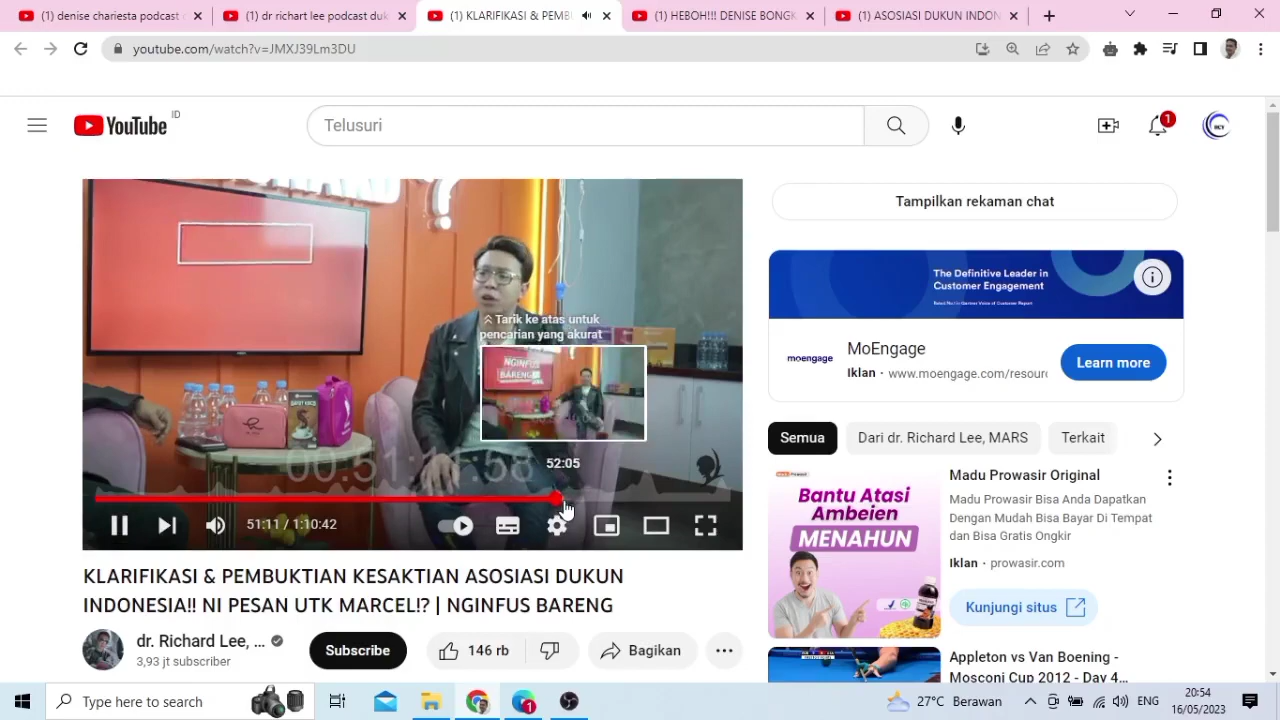 (1) denise chariesta podcast
(1) dr richart lee podcast duk
(1) KLARIFIKASI & PEMB
(1) HEBOH!! DENISE BONGK
(1) ASOSIASI DUKUN INDON
youtube.com/watch?v=JMXJ39Lm3DU
YouTube ID
Telusuri
1
Tampilkan rekaman chat
The Definitive Leader in
Customer Engagement
moengage
MoEngage
Iklan · www.moengage.com/resour
Learn more
Semua
Dari dr. Richard Lee, MARS
Terkait
Tarik ke atas untuk
pencarian yang akurat
NGINFUS
BARENG
52:05
51:11 / 1:10:42
Bantu Atasi
Ambeien
MENAHUN
Madu Prowasir Original
Madu Prowasir Bisa Anda Dapatkan
Dengan Mudah Bisa Bayar Di Tempat
dan Bisa Gratis Ongkir
Iklan · prowasir.com
Kunjungi situs
KLARIFIKASI & PEMBUKTIAN KESAKTIAN ASOSIASI DUKUN
INDONESIA!! NI PESAN UTK MARCEL!? | NGINFUS BARENG
dr. Richard Lee, ...
3,93 jt subscriber
Subscribe
146 rb
Bagikan
Appleton vs Van Boening -
Mosconi Cup 2012 - Day 4...
Type here to search
1
27°C Berawan
ENG
20:54
16/05/2023